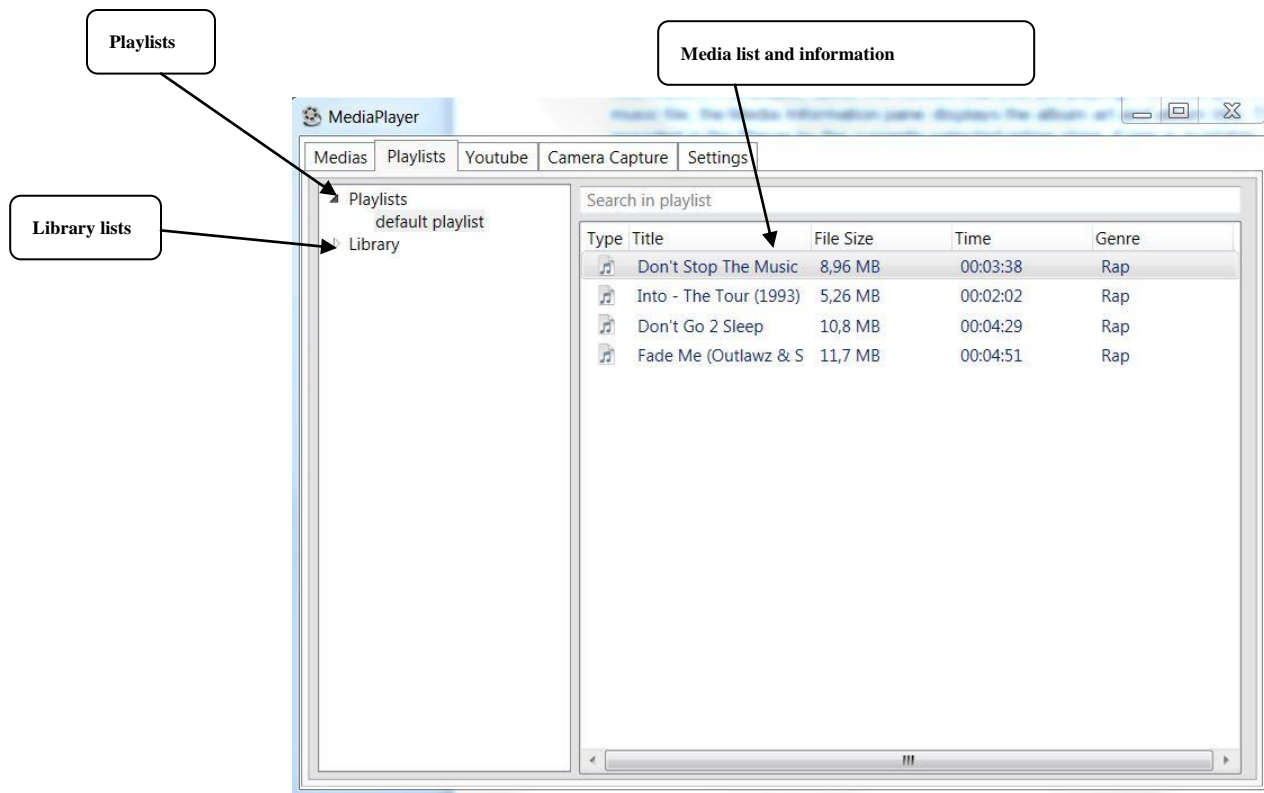 Playlists
Media list and information
Library lists
MediaPlayer
Medias Playlists Youtube Camera Capture Settings
Playlists
default playlist
Library
Search in playlist
Type Title File Size Time Genre
Don't Stop The Music 8,96 MB 00:03:38 Rap
Into - The Tour (1993) 5,26 MB 00:02:02 Rap
Don't Go 2 Sleep 10,8 MB 00:04:29 Rap
Fade Me (Outlawz & S 11,7 MB 00:04:51 Rap